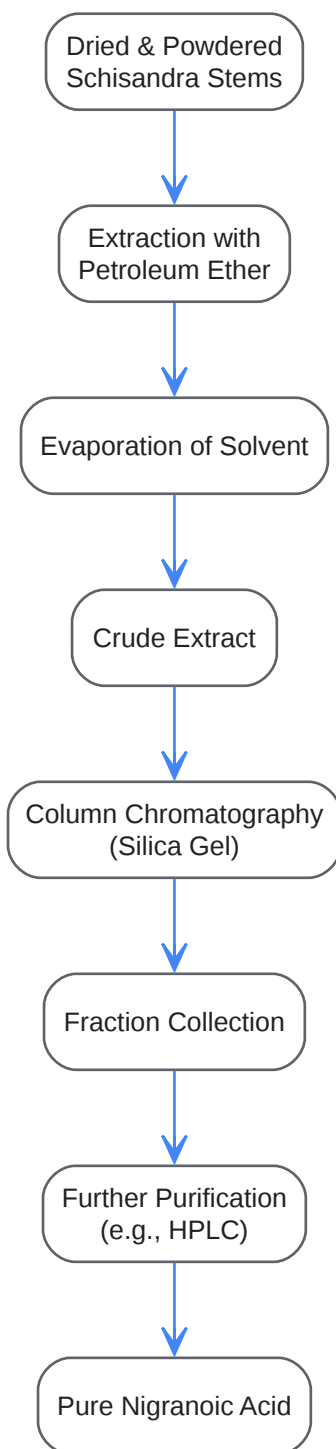 Dried & Powdered
Schisandra Stems
Extraction with
Petroleum Ether
Evaporation of Solvent
Crude Extract
Column Chromatography
(Silica Gel)
Fraction Collection
Further Purification
(e.g., HPLC)
Pure Nigranoic Acid